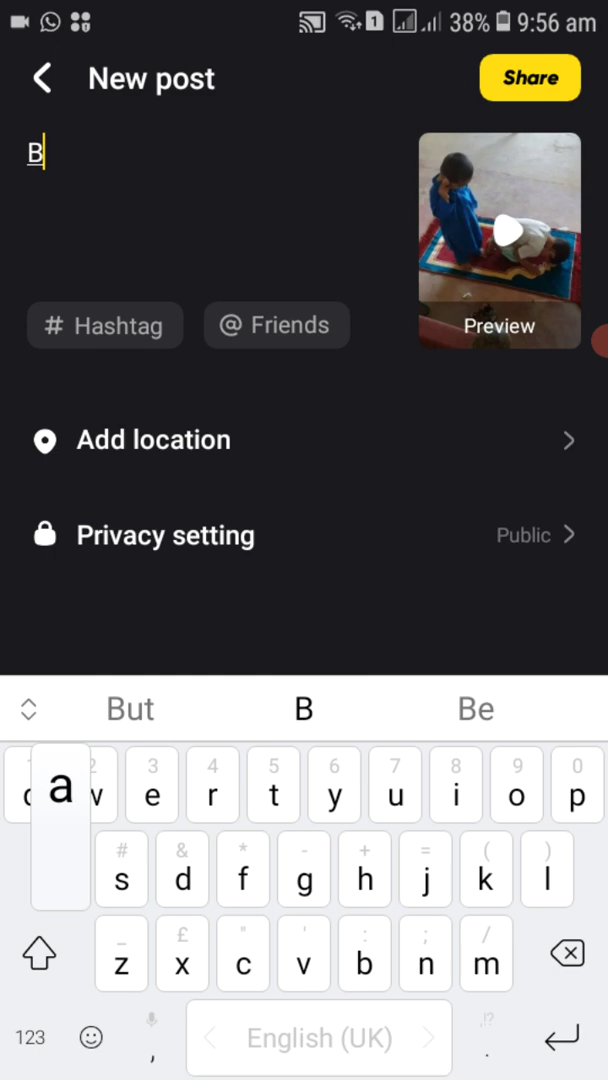 1 38% 9:56 am
New post Share
B
# Hashtag @ Friends
Preview
Add location
Privacy setting Public
But B Be
2 3 4 5 6 7 8 9 0
a w e r t y u i o p
# & * - + = ( )
s d f g h j k l
_ £ " ' : ; /
z x c v b n m
123 , English (UK) ,!? .